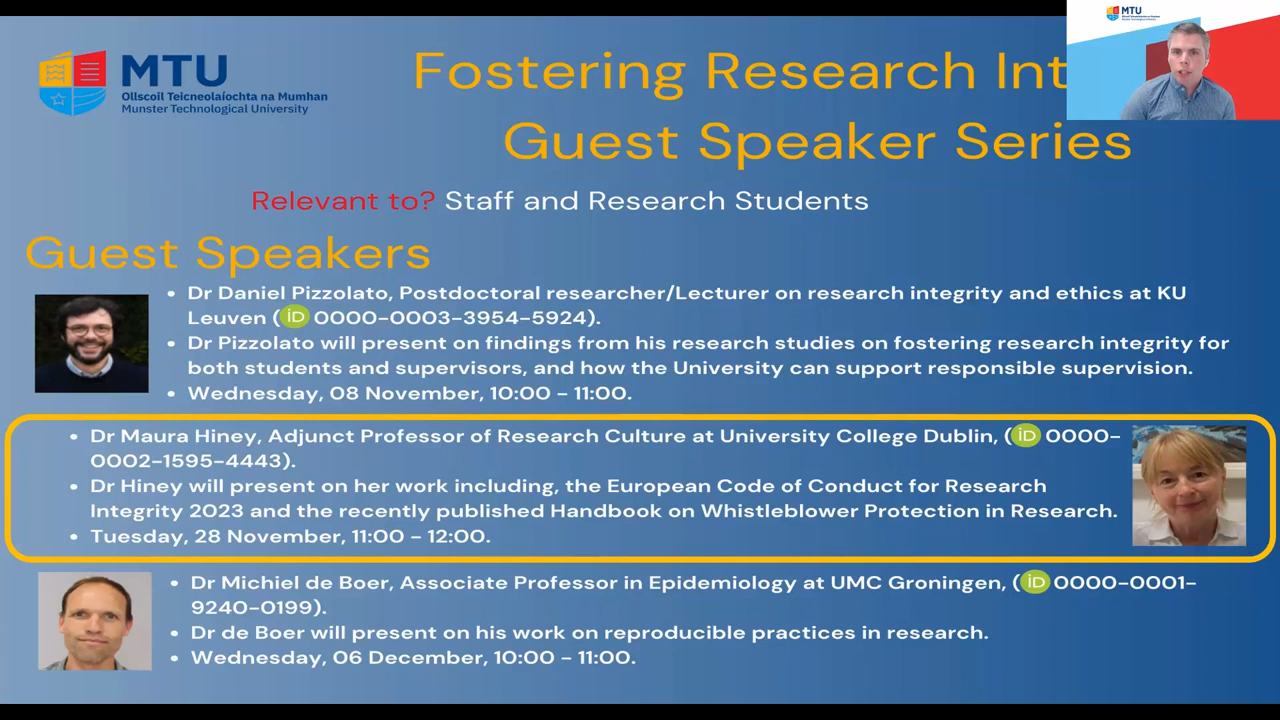 MTU
Ollscoil Teicneolaíochta na Mumhan
Munster Technological University
Fostering Research Int
Guest Speaker Series
MTU
Relevant to? Staff and Research Students
Guest Speakers
• Dr Daniel Pizzolato, Postdoctoral researcher/Lecturer on research integrity and ethics at KU
Leuven (iD 0000-0003-3954-5924).
• Dr Pizzolato will present on findings from his research studies on fostering research integrity for
both students and supervisors, and how the University can support responsible supervision.
• Wednesday, 08 November, 10:00 - 11:00.
• Dr Maura Hiney, Adjunct Professor of Research Culture at University College Dublin, (iD 0000-
0002-1595-4443).
• Dr Hiney will present on her work including, the European Code of Conduct for Research
Integrity 2023 and the recently published Handbook on Whistleblower Protection in Research.
• Tuesday, 28 November, 11:00 - 12:00.
• Dr Michiel de Boer, Associate Professor in Epidemiology at UMC Groningen, (iD 0000-0001-
9240-0199).
• Dr de Boer will present on his work on reproducible practices in research.
• Wednesday, 06 December, 10:00 - 11:00.